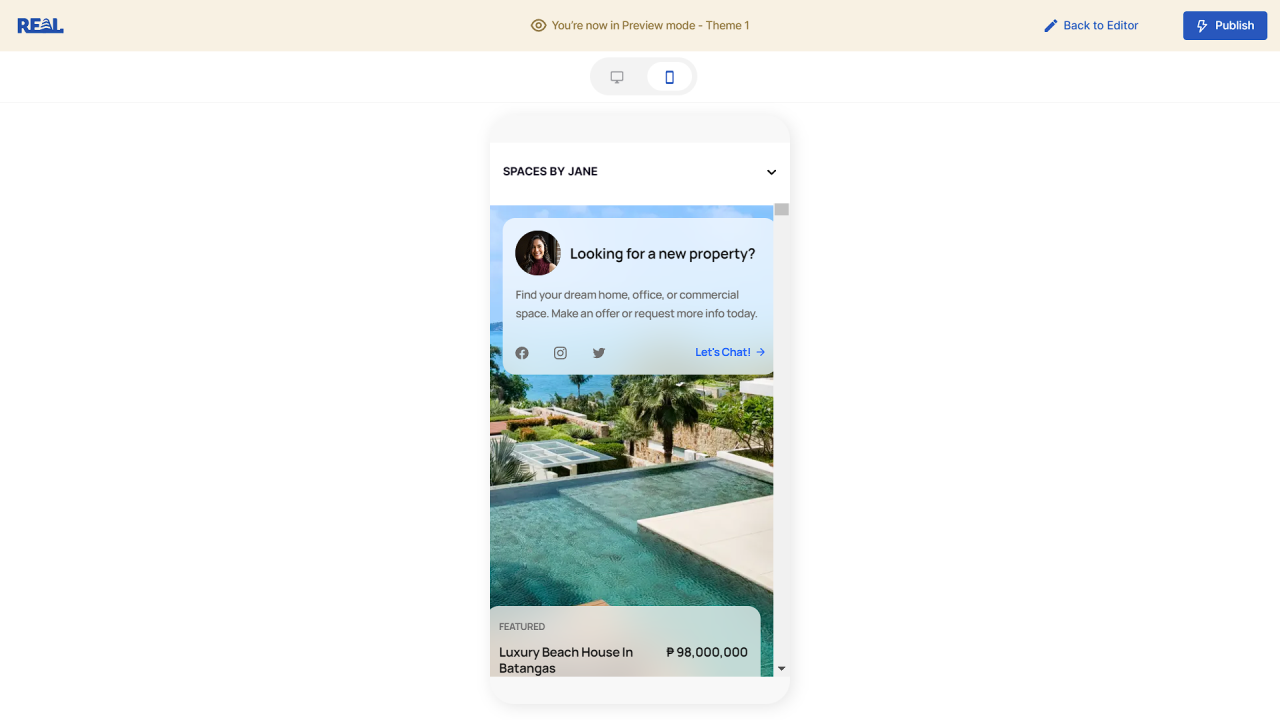 REAL
You're now in Preview mode - Theme 1
Back to Editor
Publish
SPACES BY JANE
Looking for a new property?
Find your dream home, office, or commercial
space. Make an offer or request more info today.
Let's Chat!
FEATURED
Luxury Beach House In
Batangas
₱ 98,000,000